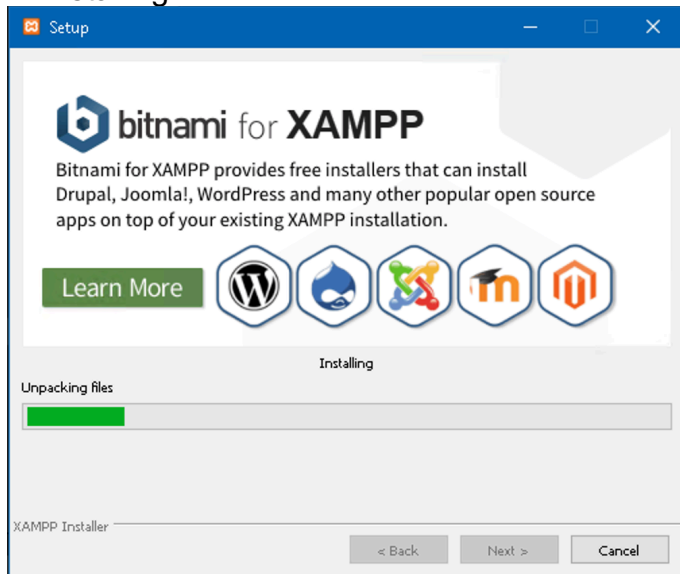 Setup
bitnami for XAMPP
Bitnami for XAMPP provides free installers that can install
Drupal, Joomla!, WordPress and many other popular open source
apps on top of your existing XAMPP installation.
Learn More
Installing
Unpacking files
XAMPP Installer
< Back Next > Cancel